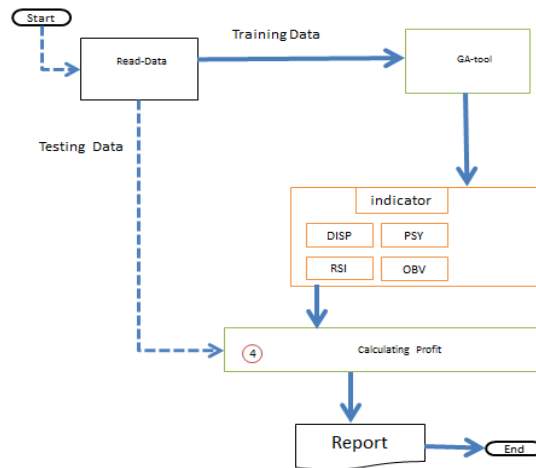 Start
Training Data
Read-Data
GA-tool
Testing Data
indicator
DISP
PSY
RSI
OBV
4
Calculating Profit
Report
End